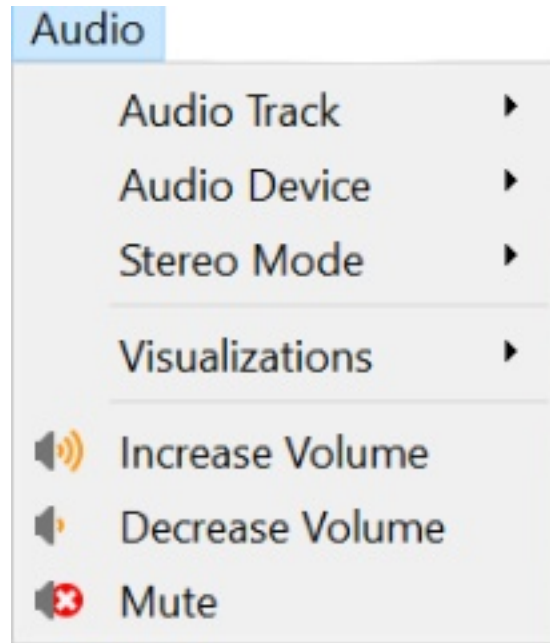 Audio
Audio Track
Audio Device
Stereo Mode
Visualizations
Increase Volume
Decrease Volume
Mute